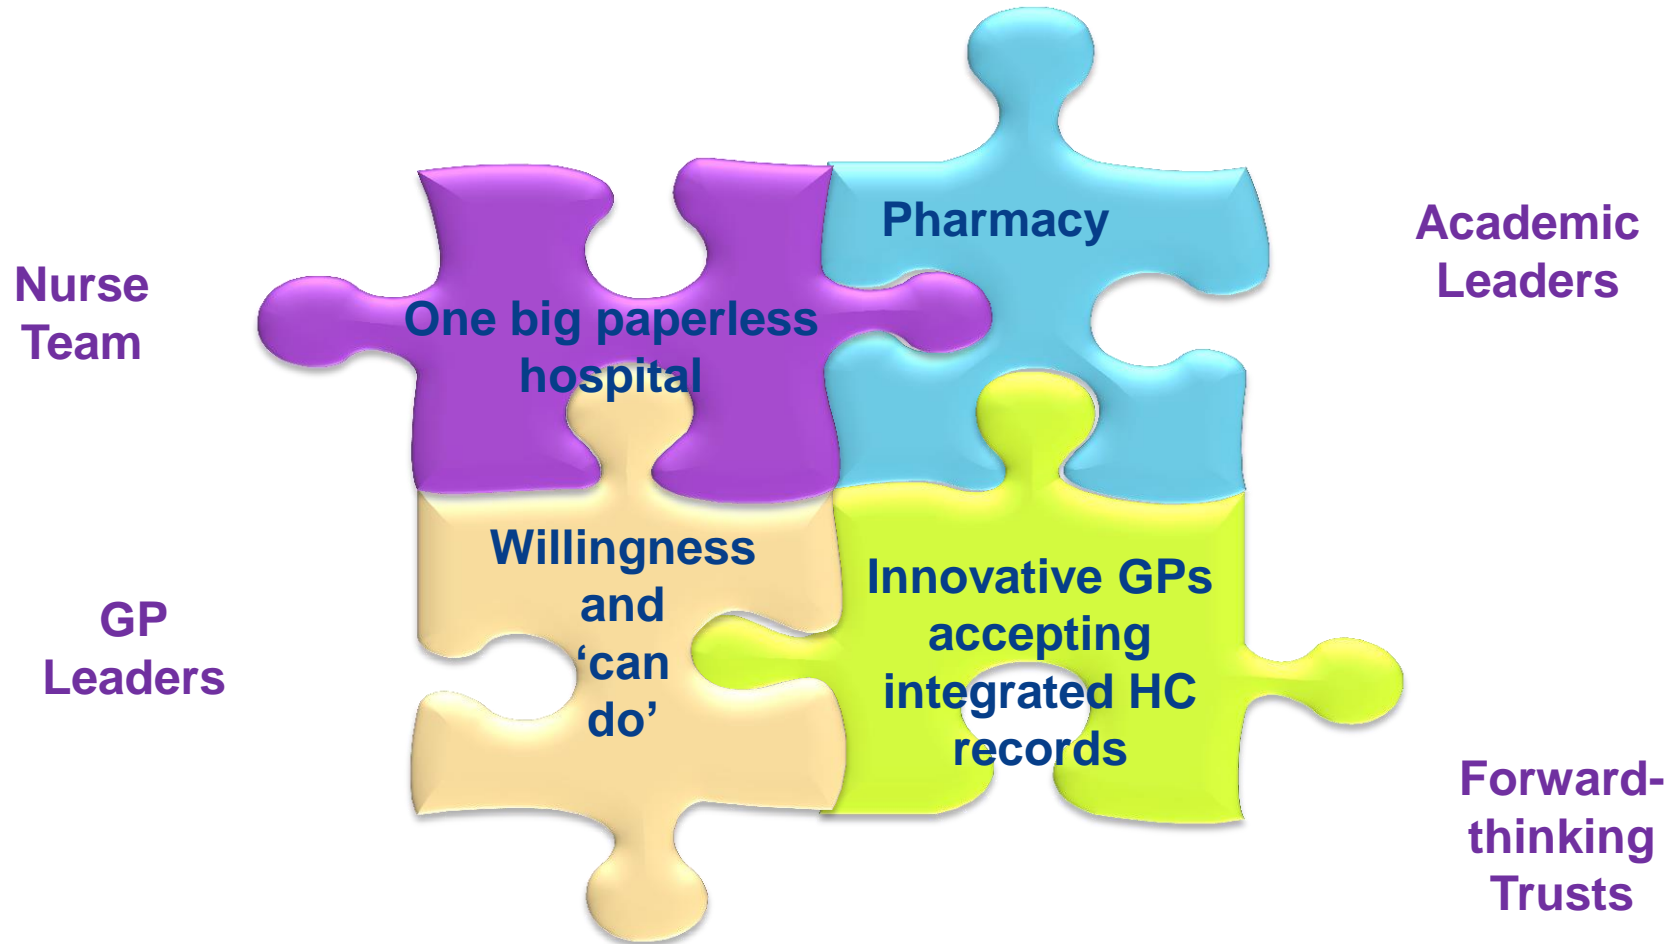 Nurse
Team
One big paperless
hospital
Pharmacy
Academic
Leaders
GP
Leaders
Willingness
and
‘can
do’
Innovative GPs
accepting
integrated HC
records
Forward-
thinking
Trusts